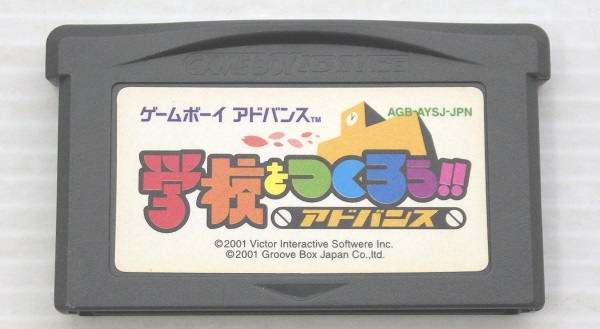 GAME BOY ADVANCE
ゲームボーイ アドバンス™
AGB-AYSJ-JPN
学校をつくろう!!
アドバンス
©2001 Victor Interactive Softwere Inc.
©2001 Groove Box Japan Co.,ltd.